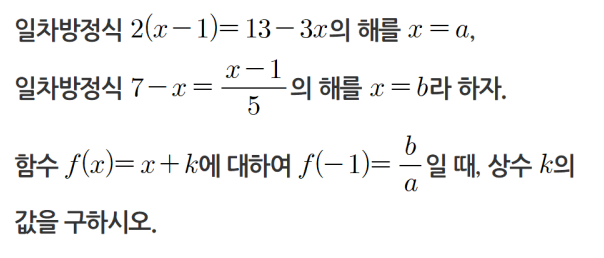 일차방정식 2(x－1)=13－3x의 해를 x=a,
일차방정식 7－x=\frac{x-1}{5}의 해를 x=b라 하자.
함수 f(x)=x+k에 대하여 f(－1)=\frac{b}{a}일 때, 상수 k의
값을 구하시오.